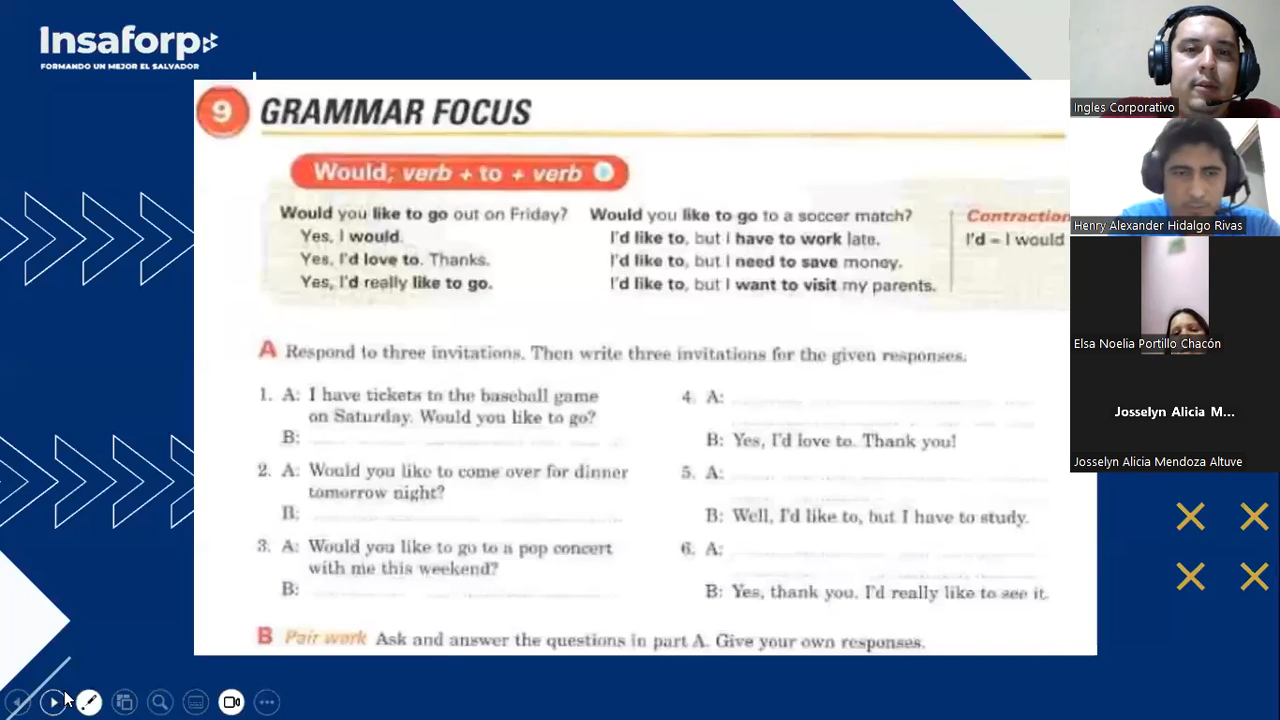 Insaforp
FORMANDO UN MEJOR EL SALVADOR
9 GRAMMAR FOCUS
Would; verb + to + verb
Would you like to go out on Friday?
Yes, I would.
Yes, I'd love to. Thanks.
Yes, I'd really like to go.
Would you like to go to a soccer match?
I'd like to, but I have to work late.
I'd like to, but I need to save money.
I'd like to, but I want to visit my parents.
Contraction
I'd = I would
A Respond to three invitations. Then write three invitations for the given responses.
1. A: I have tickets to the baseball game
on Saturday. Would you like to go?
B:
2. A: Would you like to come over for dinner
tomorrow night?
B:
3. A: Would you like to go to a pop concert
with me this weekend?
B:
4. A:
B: Yes, I'd love to. Thank you!
5. A:
B: Well, I'd like to, but I have to study.
6. A:
B: Yes, thank you. I'd really like to see it.
B Pair work Ask and answer the questions in part A. Give your own responses.
Ingles Corporativo
Henry Alexander Hidalgo Rivas
Elsa Noelia Portillo Chacón
Josselyn Alicia M...
Josselyn Alicia Mendoza Altuve